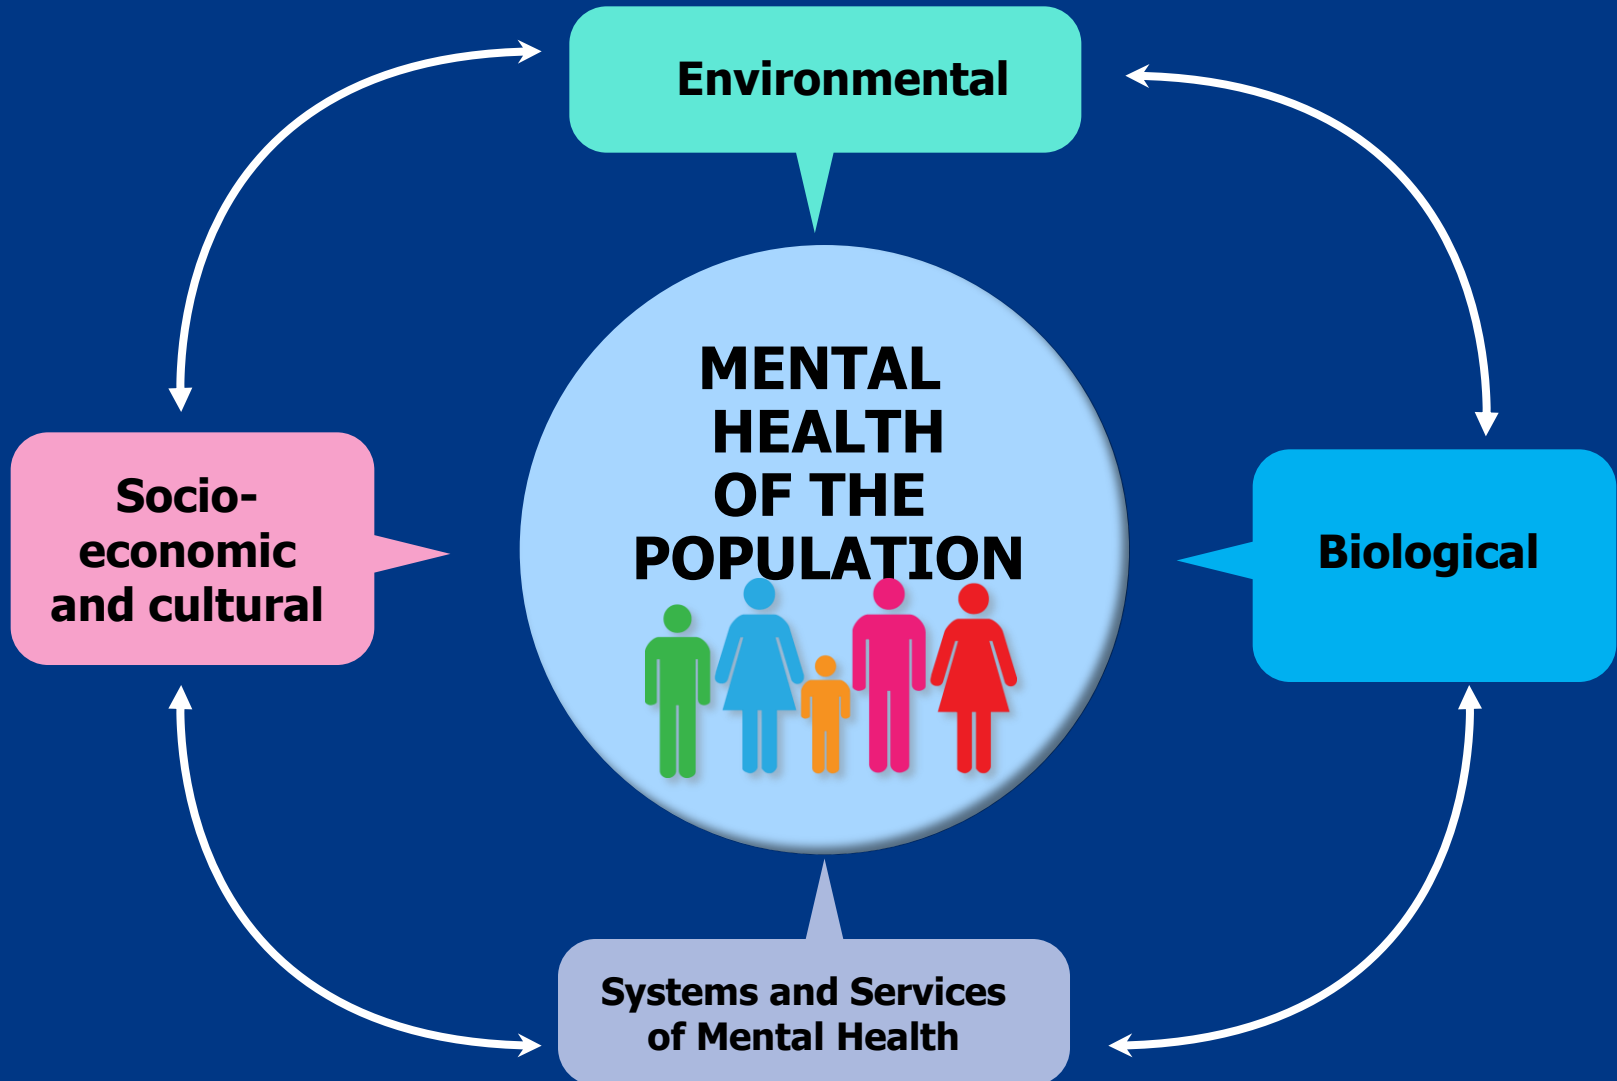 Environmental
MENTAL
HEALTH
OF THE
POPULATION
Socio-
economic
and cultural
Biological
Systems and Services
of Mental Health